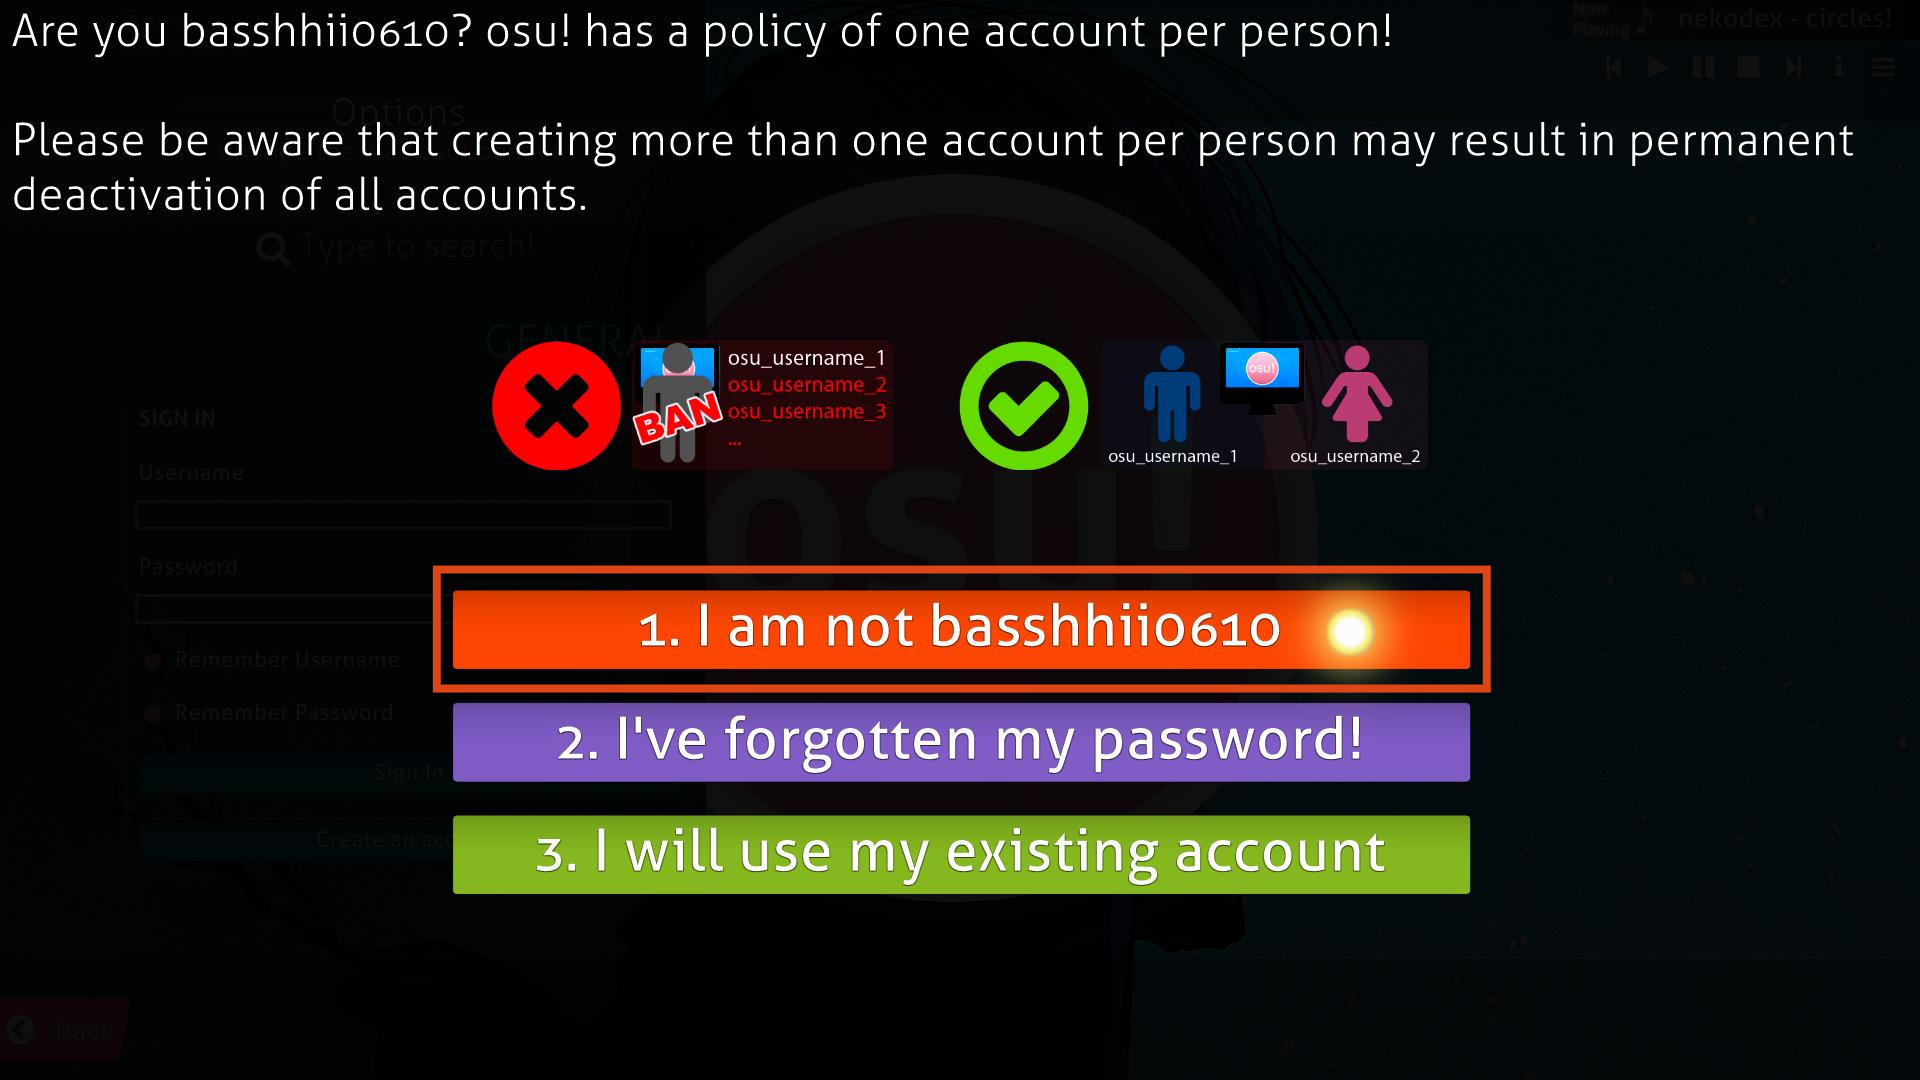 Are you basshhii0610? osu! has a policy of one account per person!
Now Playing
nekodex - circles!
Options
Please be aware that creating more than one account per person may result in permanent
deactivation of all accounts.
Type to search!
GENERAL
osu_username_1
osu_username_2
osu_username_3
...
BAN
osu!
osu_username_1
osu_username_2
SIGN IN
Username
osu!
Password
1. I am not basshhii0610
Remember Username
Remember Password
2. I've forgotten my password!
Sign In
Create an acc
3. I will use my existing account
back